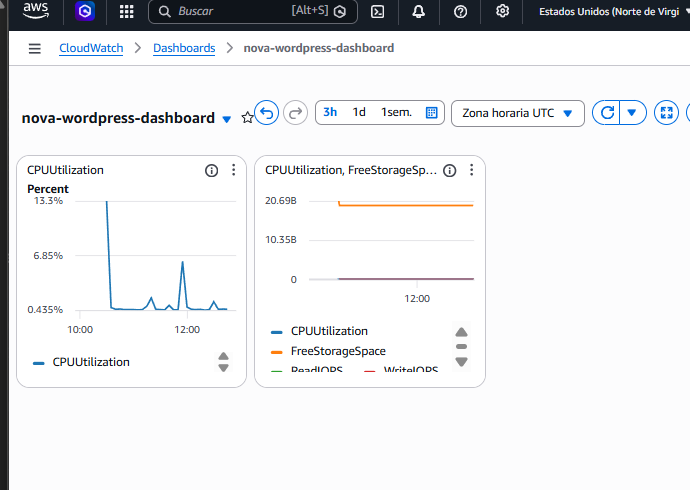 aws
Buscar [Alt+S]
Estados Unidos (Norte de Virgi
CloudWatch > Dashboards > nova-wordpress-dashboard
nova-wordpress-dashboard
3h 1d 1sem. Zona horaria UTC
CPUUtilization
Percent
13.3%
6.85%
0.435%
10:00 12:00
CPUUtilization
CPUUtilization, FreeStorageSp...
20.69B
10.35B
0
12:00
CPUUtilization
FreeStorageSpace
ReadIOPS WriteIOPS